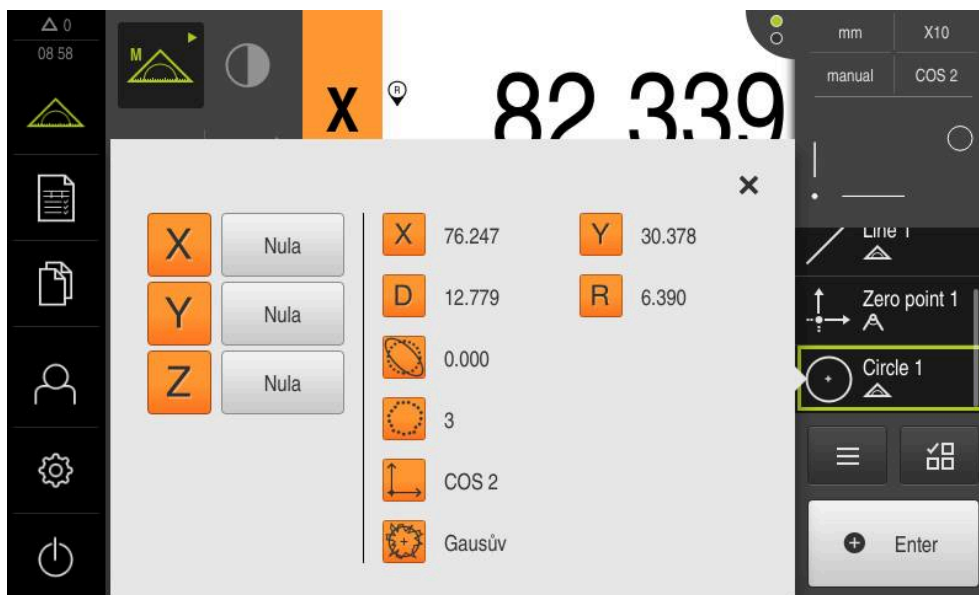 0
08 58
M
X
R
82.339
mm
X10
manual
COS 2
X
Nula
Y
Nula
Z
Nula
X
76.247
Y
30.378
D
12.779
R
6.390
0.000
3
COS 2
Gausův
Line 1
Zero point 1
Circle 1
Enter